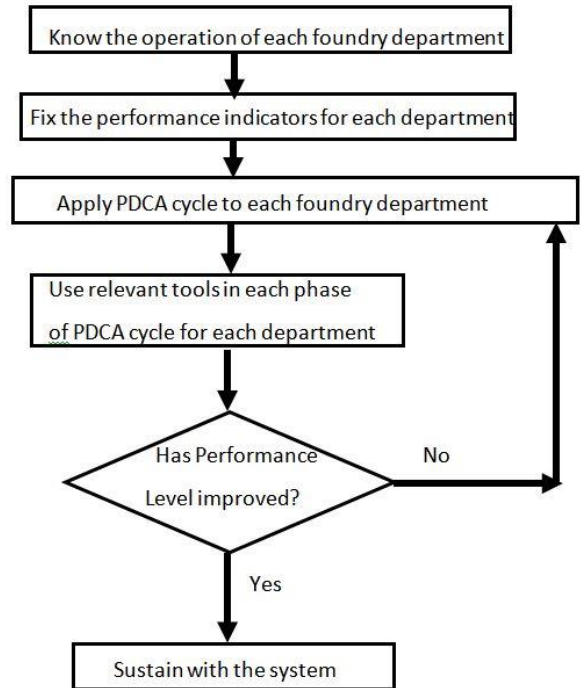 Know the operation of each foundry department
Fix the performance indicators for each department
Apply PDCA cycle to each foundry department
Use relevant tools in each phase
of PDCA cycle for each department
Has Performance
Level improved?
No
Yes
Sustain with the system